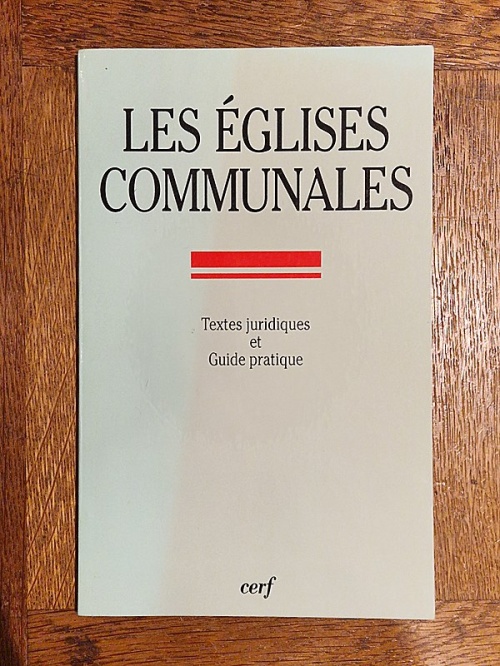 LES ÉGLISES
COMMUNALES
Textes juridiques
et
Guide pratique
cerf